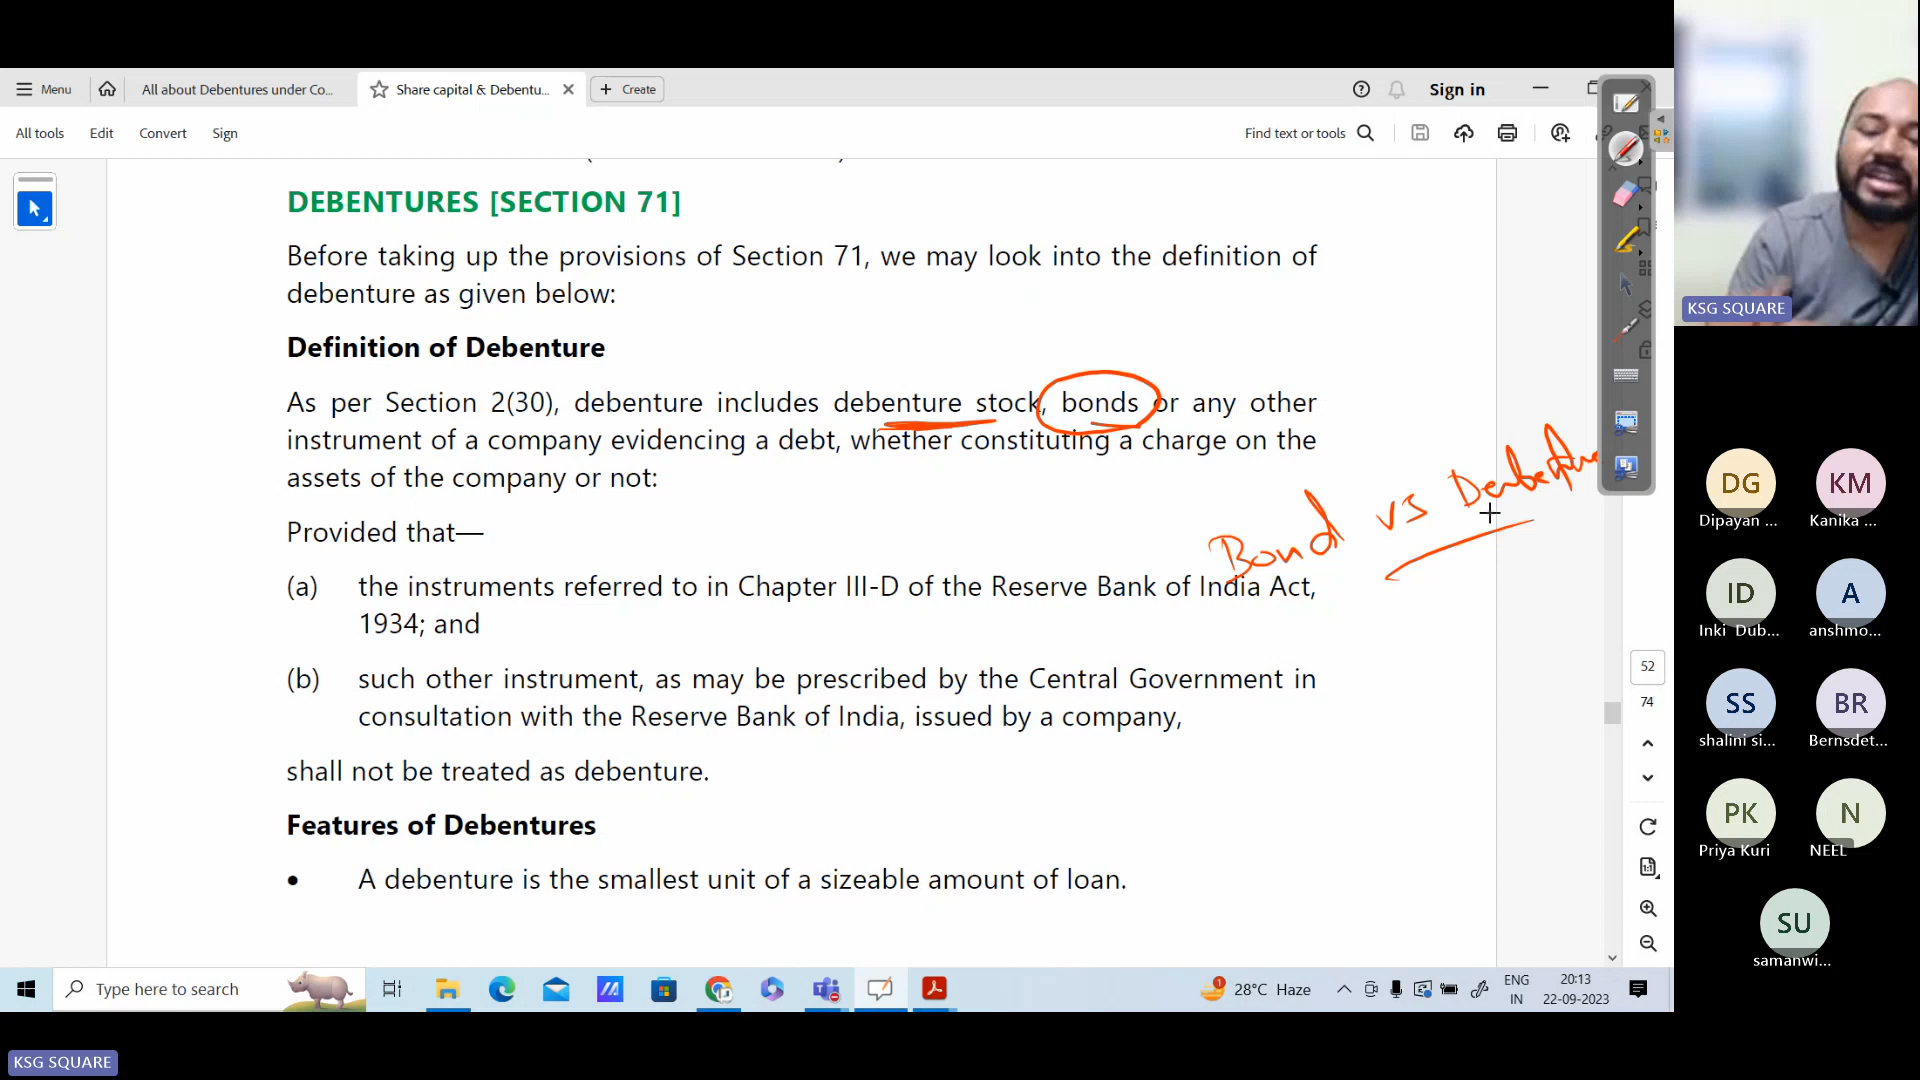 Menu
All about Debentures under Co...
Share capital & Debentu...
Create
Sign in
All tools
Edit
Convert
Sign
Find text or tools
DEBENTURES [SECTION 71]
Before taking up the provisions of Section 71, we may look into the definition of
debenture as given below:
Definition of Debenture
As per Section 2(30), debenture includes debenture stock, bonds or any other
instrument of a company evidencing a debt, whether constituting a charge on the
assets of the company or not:
Bond vs
Provided that—
(a) the instruments referred to in Chapter III-D of the Reserve Bank of India Act,
1934; and
(b) such other instrument, as may be prescribed by the Central Government in
consultation with the Reserve Bank of India, issued by a company,
shall not be treated as debenture.
Features of Debentures
• A debenture is the smallest unit of a sizeable amount of loan.
52
74
KSG SQUARE
DG
Dipayan ...
KM
Kanika ...
ID
Inki Dub...
A
anshmo...
SS
shalini si...
BR
Bernsdet...
PK
Priya Kuri
N
NEEL
SU
samanwi...
Type here to search
1
28°C Haze
ENG
IN
20:13
22-09-2023
KSG SQUARE